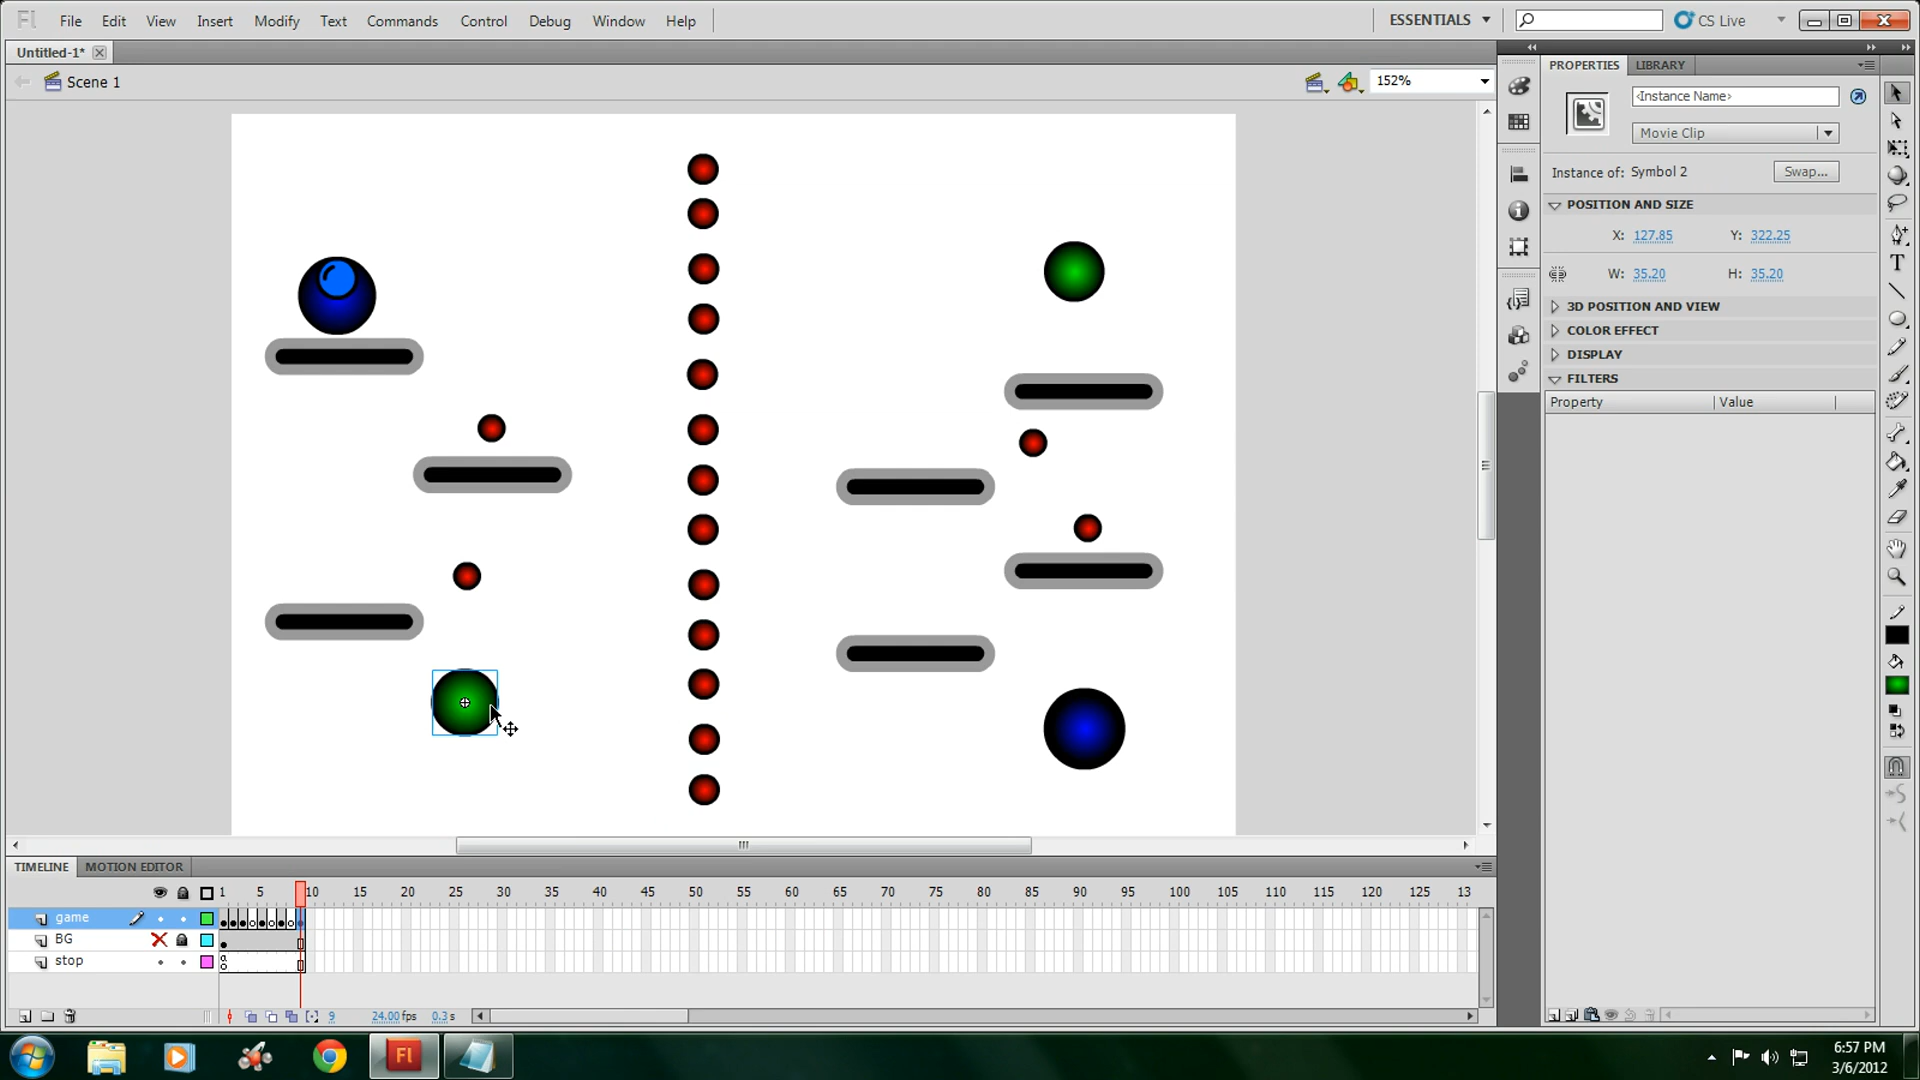 Fl File Edit View Insert Modify Text Commands Control Debug Window Help ESSENTIALS CS Live
Untitled-1*
Scene 1 152%
PROPERTIES LIBRARY
<Instance Name>
Movie Clip
Instance of: Symbol 2 Swap...
POSITION AND SIZE
X: 127.85 Y: 322.25
W: 35.20 H: 35.20
3D POSITION AND VIEW
COLOR EFFECT
DISPLAY
FILTERS
Property Value
TIMELINE MOTION EDITOR
1 5 10 15 20 25 30 35 40 45 50 55 60 65 70 75 80 85 90 95 100 105 110 115 120 125 13
game
BG
stop
9 24.00 fps 0.3 s
Fl
6:57 PM
3/6/2012